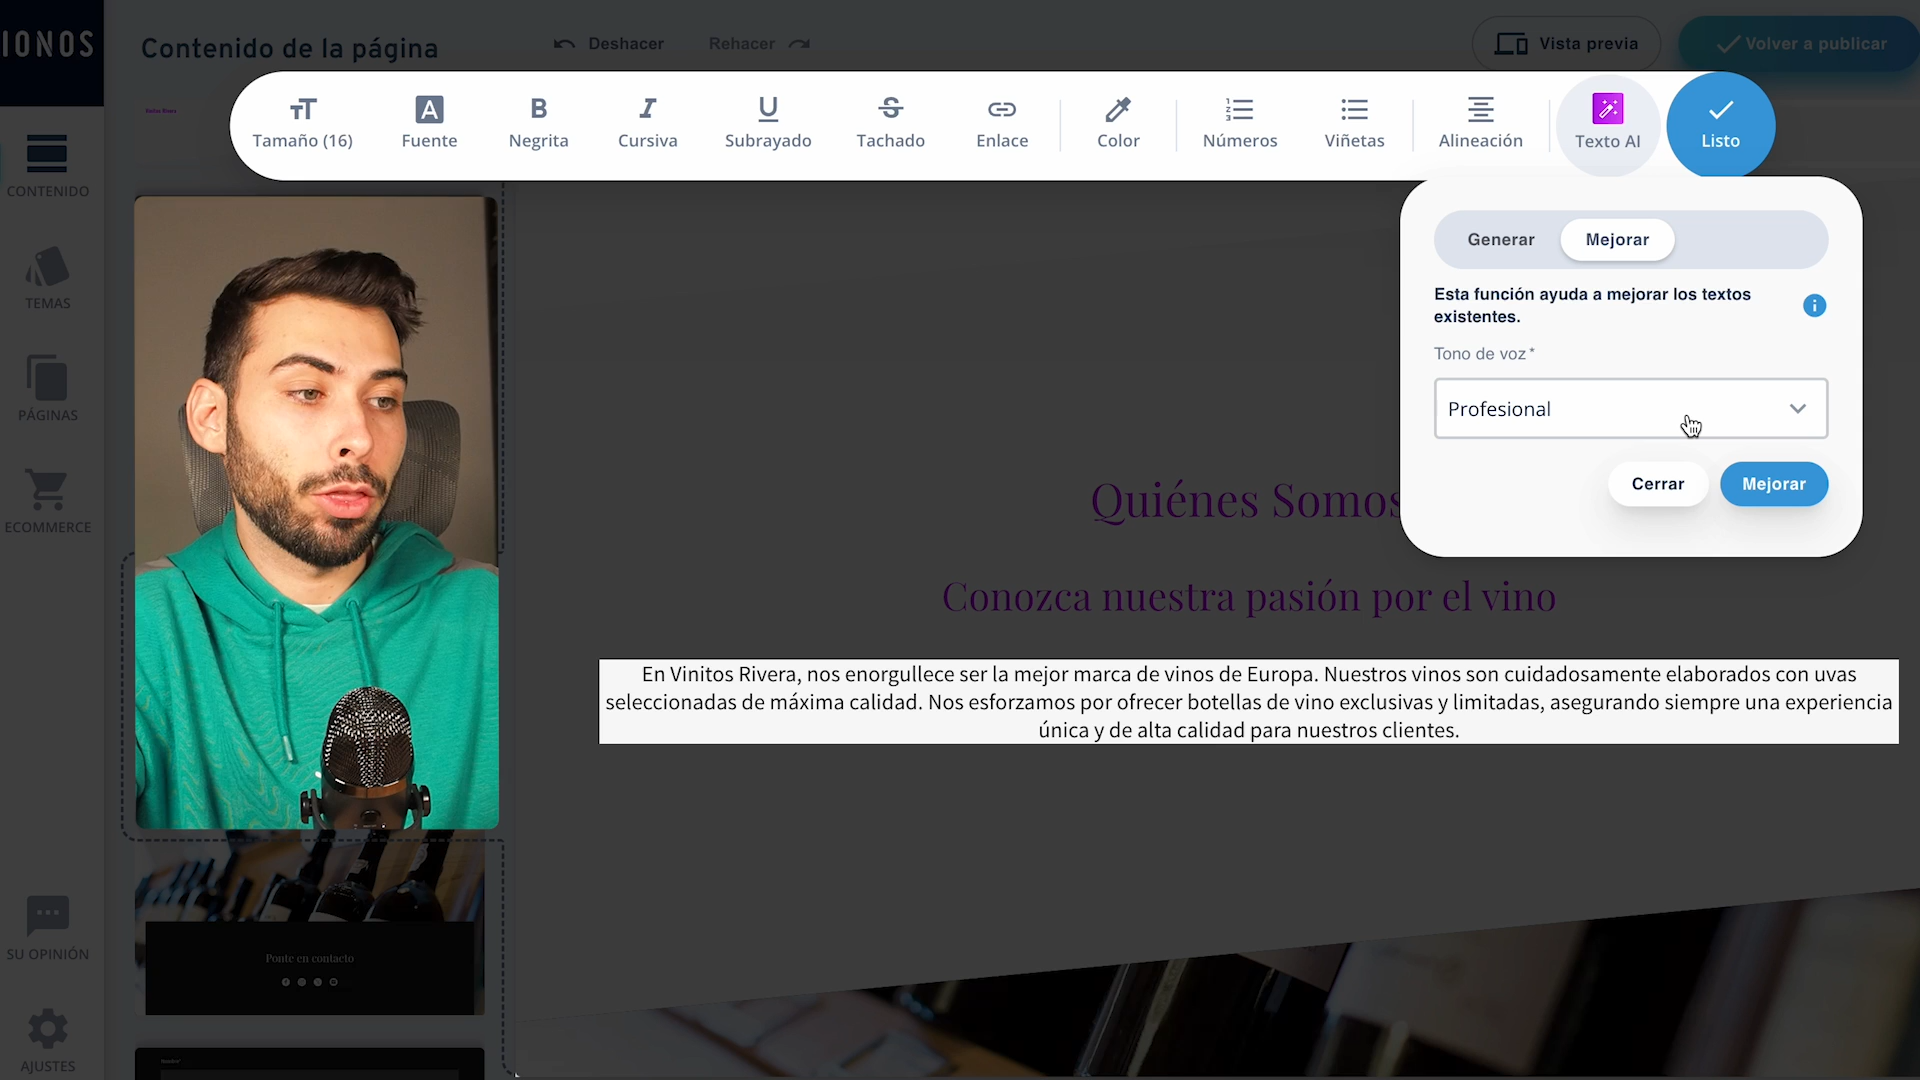 IONOS
Contenido de la página
Deshacer
Rehacer
Vista previa
Volver a publicar
Tamaño (16)
Fuente
Negrita
Cursiva
Subrayado
Tachado
Enlace
Color
Números
Viñetas
Alineación
Texto AI
Listo
CONTENIDO
TEMAS
PÁGINAS
ECOMMERCE
SU OPINIÓN
AJUSTES
Generar
Mejorar
Esta función ayuda a mejorar los textos
existentes.
Tono de voz*
Profesional
Cerrar
Mejorar
Quiénes Somos
Conozca nuestra pasión por el vino
En Vinitos Rivera, nos enorgullece ser la mejor marca de vinos de Europa. Nuestros vinos son cuidadosamente elaborados con uvas
seleccionadas de máxima calidad. Nos esforzamos por ofrecer botellas de vino exclusivas y limitadas, asegurando siempre una experiencia
única y de alta calidad para nuestros clientes.
Ponte en contacto